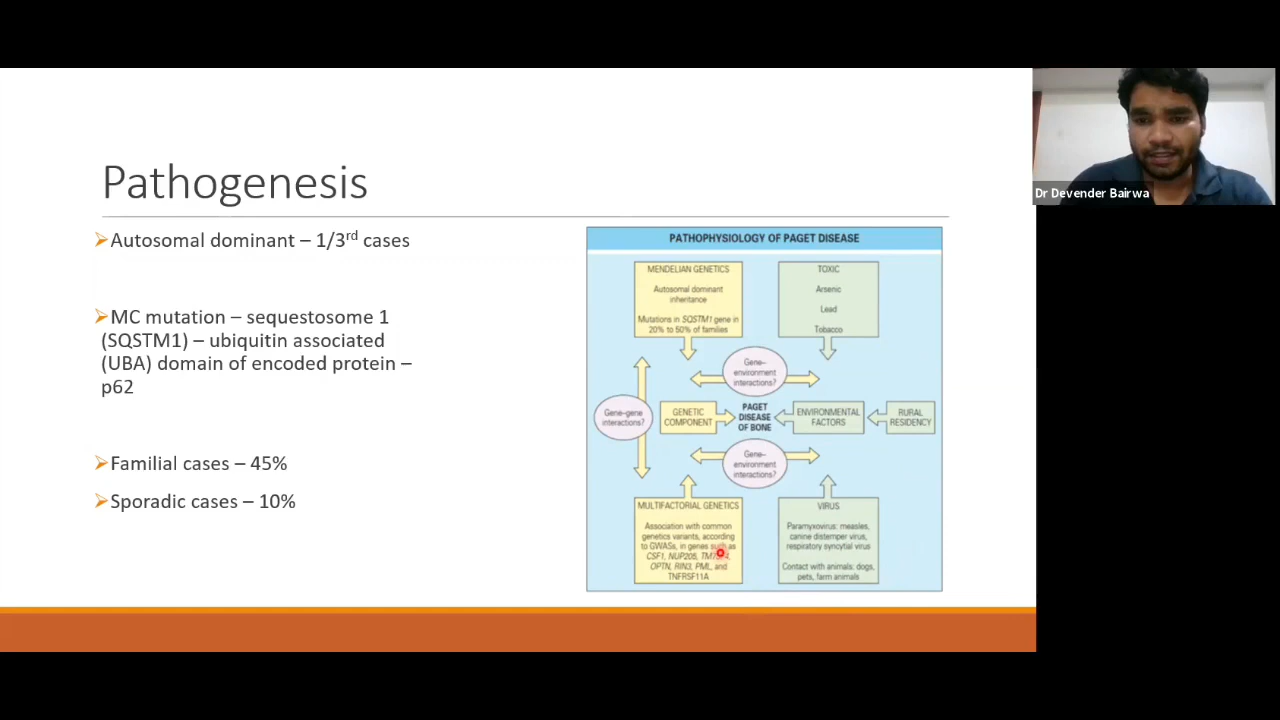 Pathogenesis
Autosomal dominant – 1/3rd cases
MC mutation – sequestosome 1
(SQSTM1) – ubiquitin associated
(UBA) domain of encoded protein –
p62
Familial cases – 45%
Sporadic cases – 10%
PATHOPHYSIOLOGY OF PAGET DISEASE
MENDELIAN GENETICS
Autosomal dominant
inheritance
Mutations in SQSTM1 gene in
20% to 50% of families
TOXIC
Arsenic
Lead
Tobacco
Gene–
environment
interactions?
Gene–gene
interactions?
GENETIC
COMPONENT
PAGET
DISEASE
OF BONE
ENVIRONMENTAL
FACTORS
RURAL
RESIDENCY
Gene–
environment
interactions?
MULTIFACTORIAL GENETICS
Association with common
genetics variants, according
to GWASs, in genes such as
CSF1, NUP205,
OPTN, RIN3, PML, and
TNFRSF11A
VIRUS
Paramyxovirus: measles,
canine distemper virus,
respiratory syncytial virus
Contact with animals: dogs,
pets, farm animals
Dr Devender Bairwa